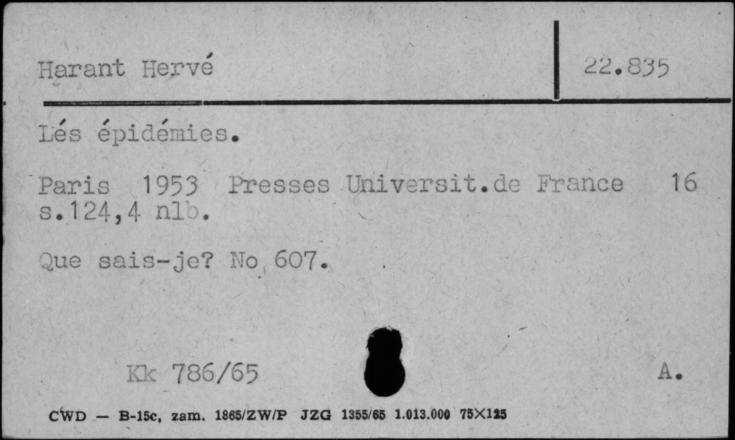 Harant Hervé 22.835
Lés épidémies.
Paris 1953 Presses Universit.de France 16
s.124,4 nlb.
Que sais-je? No 607.
Kk 786/65 A.
CWD — B-15c, zam. 1865/ZW/P JZG 1355/65 1.013.000 75X125